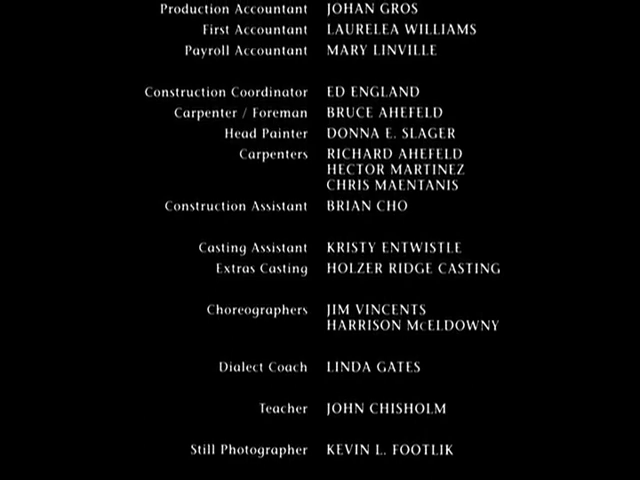 Production Accountant JOHAN GROS
First Accountant LAURELEA WILLIAMS
Payroll Accountant MARY LINVILLE
Construction Coordinator ED ENGLAND
Carpenter / Foreman BRUCE AHEFELD
Head Painter DONNA E. SLAGER
Carpenters RICHARD AHEFELD
HECTOR MARTINEZ
CHRIS MAENTANIS
Construction Assistant BRIAN CHO
Casting Assistant KRISTY ENTWISTLE
Extras Casting HOLZER RIDGE CASTING
Choreographers JIM VINCENTS
HARRISON McELDOWNY
Dialect Coach LINDA GATES
Teacher JOHN CHISHOLM
Still Photographer KEVIN L. FOOTLIK